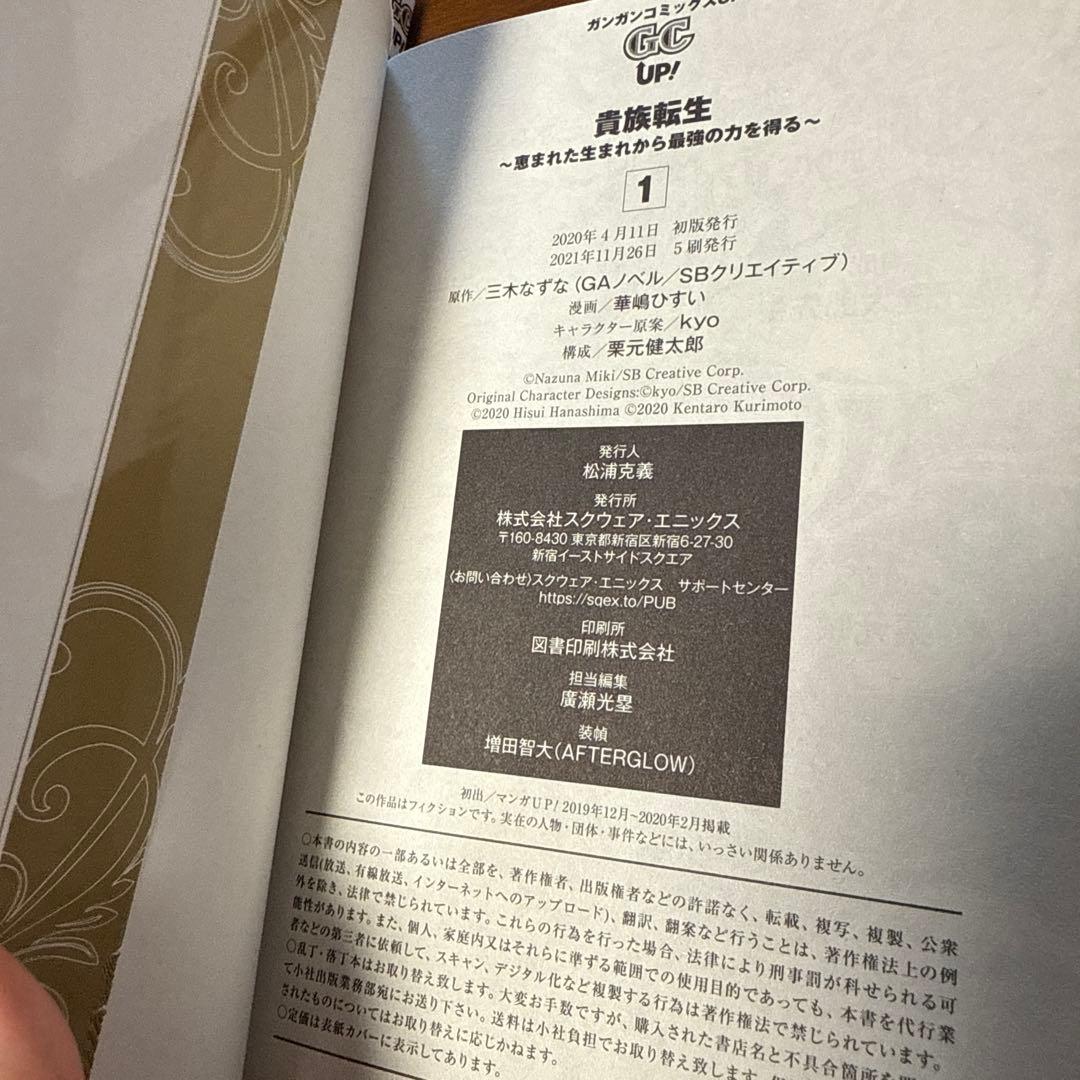 ガンガンコミックスUP!
GC
UP!
貴族転生
～恵まれた生まれから最強の力を得る～
1
2020年4月11日 初版発行
2021年11月26日 5刷発行
原作／三木なずな（GAノベル／SBクリエイティブ）
漫画／華嶋ひすい
キャラクター原案／kyo
構成／栗元健太郎
©Nazuna Miki/SB Creative Corp.
Original Character Designs:©kyo/SB Creative Corp.
©2020 Hisui Hanashima ©2020 Kentaro Kurimoto
発行人
松浦克義
発行所
株式会社スクウェア・エニックス
〒160-8430 東京都新宿区新宿6-27-30
新宿イーストサイドスクエア
〈お問い合わせ〉スクウェア・エニックス サポートセンター
https://sqex.to/PUB
印刷所
図書印刷株式会社
担当編集
廣瀬光塁
装幀
増田智大（AFTERGLOW）
初出／マンガUP! 2019年12月～2020年2月掲載
この作品はフィクションです。実在の人物・団体・事件などには、いっさい関係ありません。
○本書の内容の一部あるいは全部を、著作権者、出版権者などの許諾なく、転載、複写、複製、公衆
送信(放送、有線放送、インターネットへのアップロード)、翻訳、翻案など行うことは、著作権法上の例
外を除き、法律で禁じられています。これらの行為を行った場合、法律により刑事罰が科せられる可
能性があります。また、個人、家庭内又はそれらに準ずる範囲での使用目的であっても、本書を代行業
者などの第三者に依頼して、スキャン、デジタル化など複製する行為は著作権法で禁じられています。
○乱丁・落丁本はお取り替え致します。大変お手数ですが、購入された書店名と不具合箇所を
て小社出版業務部宛にお送り下さい。送料は小社負担でお取り替え致します。
されたものについてはお取り替えに応じかねます。
○定価は表紙カバーに表示してあります。